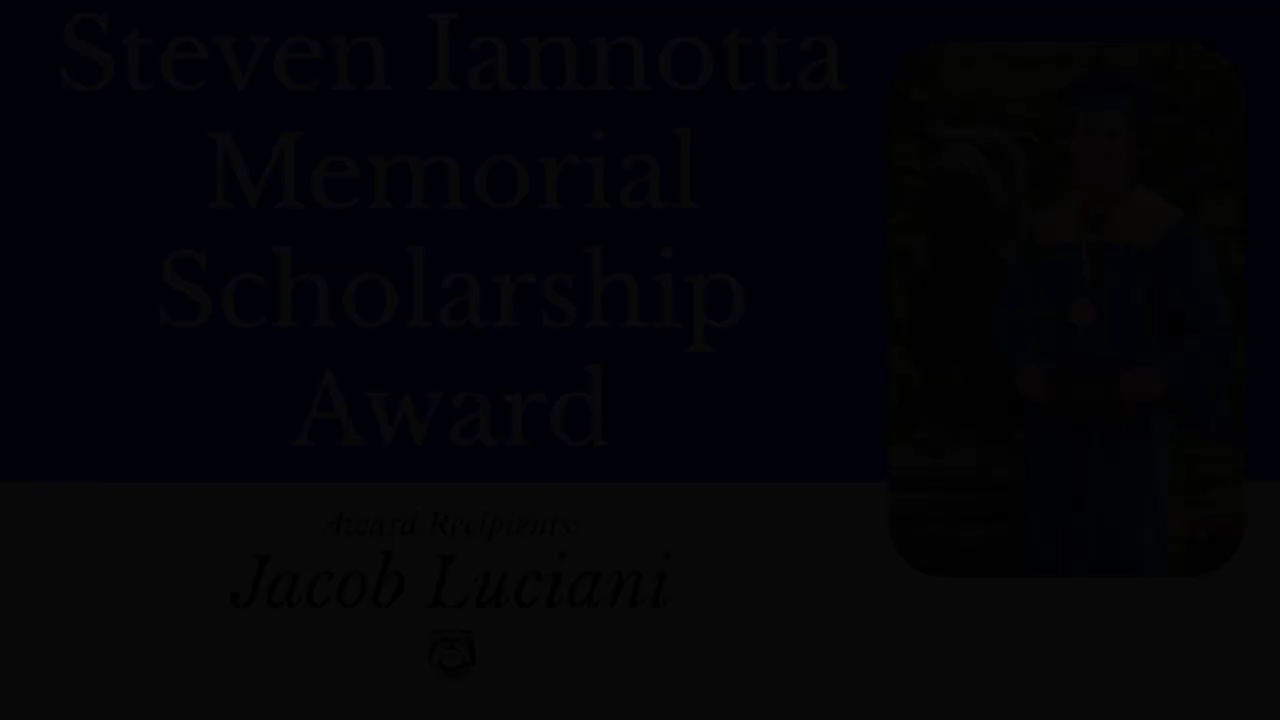 Steven Iannotta
Memorial
Scholarship
Award
Award Recipients:
Jacob Luciani